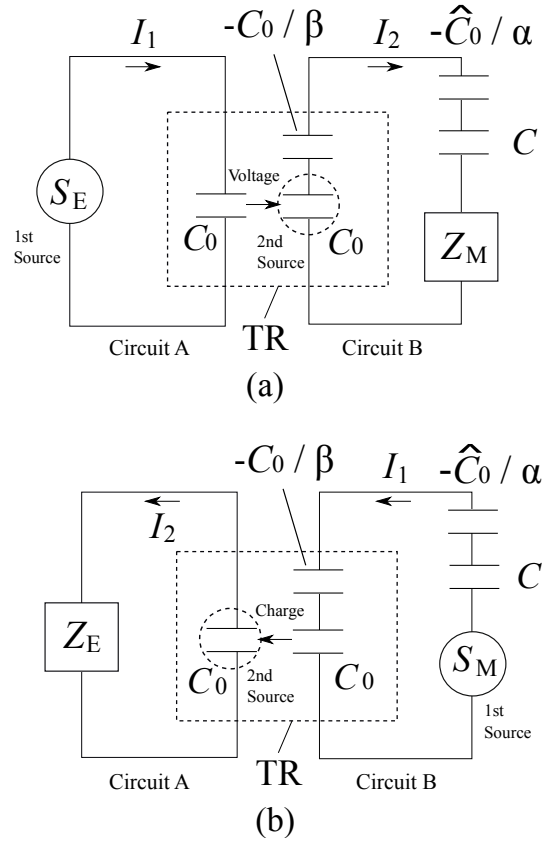 -C0 / β
-Ĉ0 / α
I1
I2
SE
1st
Source
Voltage
C0
2nd
Source
C0
C
ZM
Circuit A
TR
Circuit B
(a)
-C0 / β
-Ĉ0 / α
I2
I1
ZE
Charge
C0
2nd
Source
C0
C
SM
1st
Source
Circuit A
TR
Circuit B
(b)